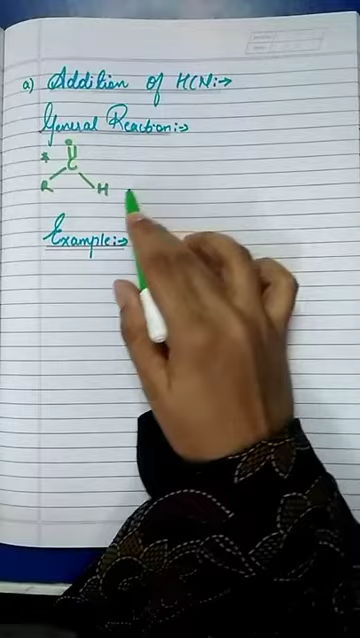 a) Addition of HCN:→
General Reaction:→
O
C
R H
Example:→